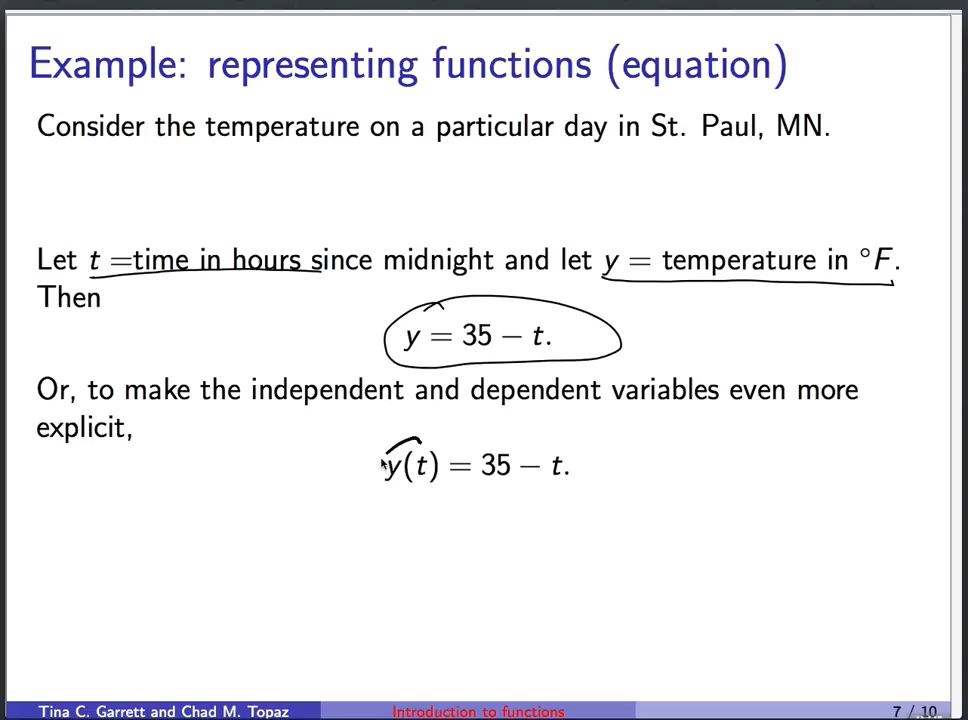 Example: representing functions (equation)
Consider the temperature on a particular day in St. Paul, MN.
Let t =time in hours since midnight and let y = temperature in °F.
Then
y = 35 − t.
Or, to make the independent and dependent variables even more
explicit,
y(t) = 35 − t.
Tina C. Garrett and Chad M. Topaz Introduction to functions 7 / 10